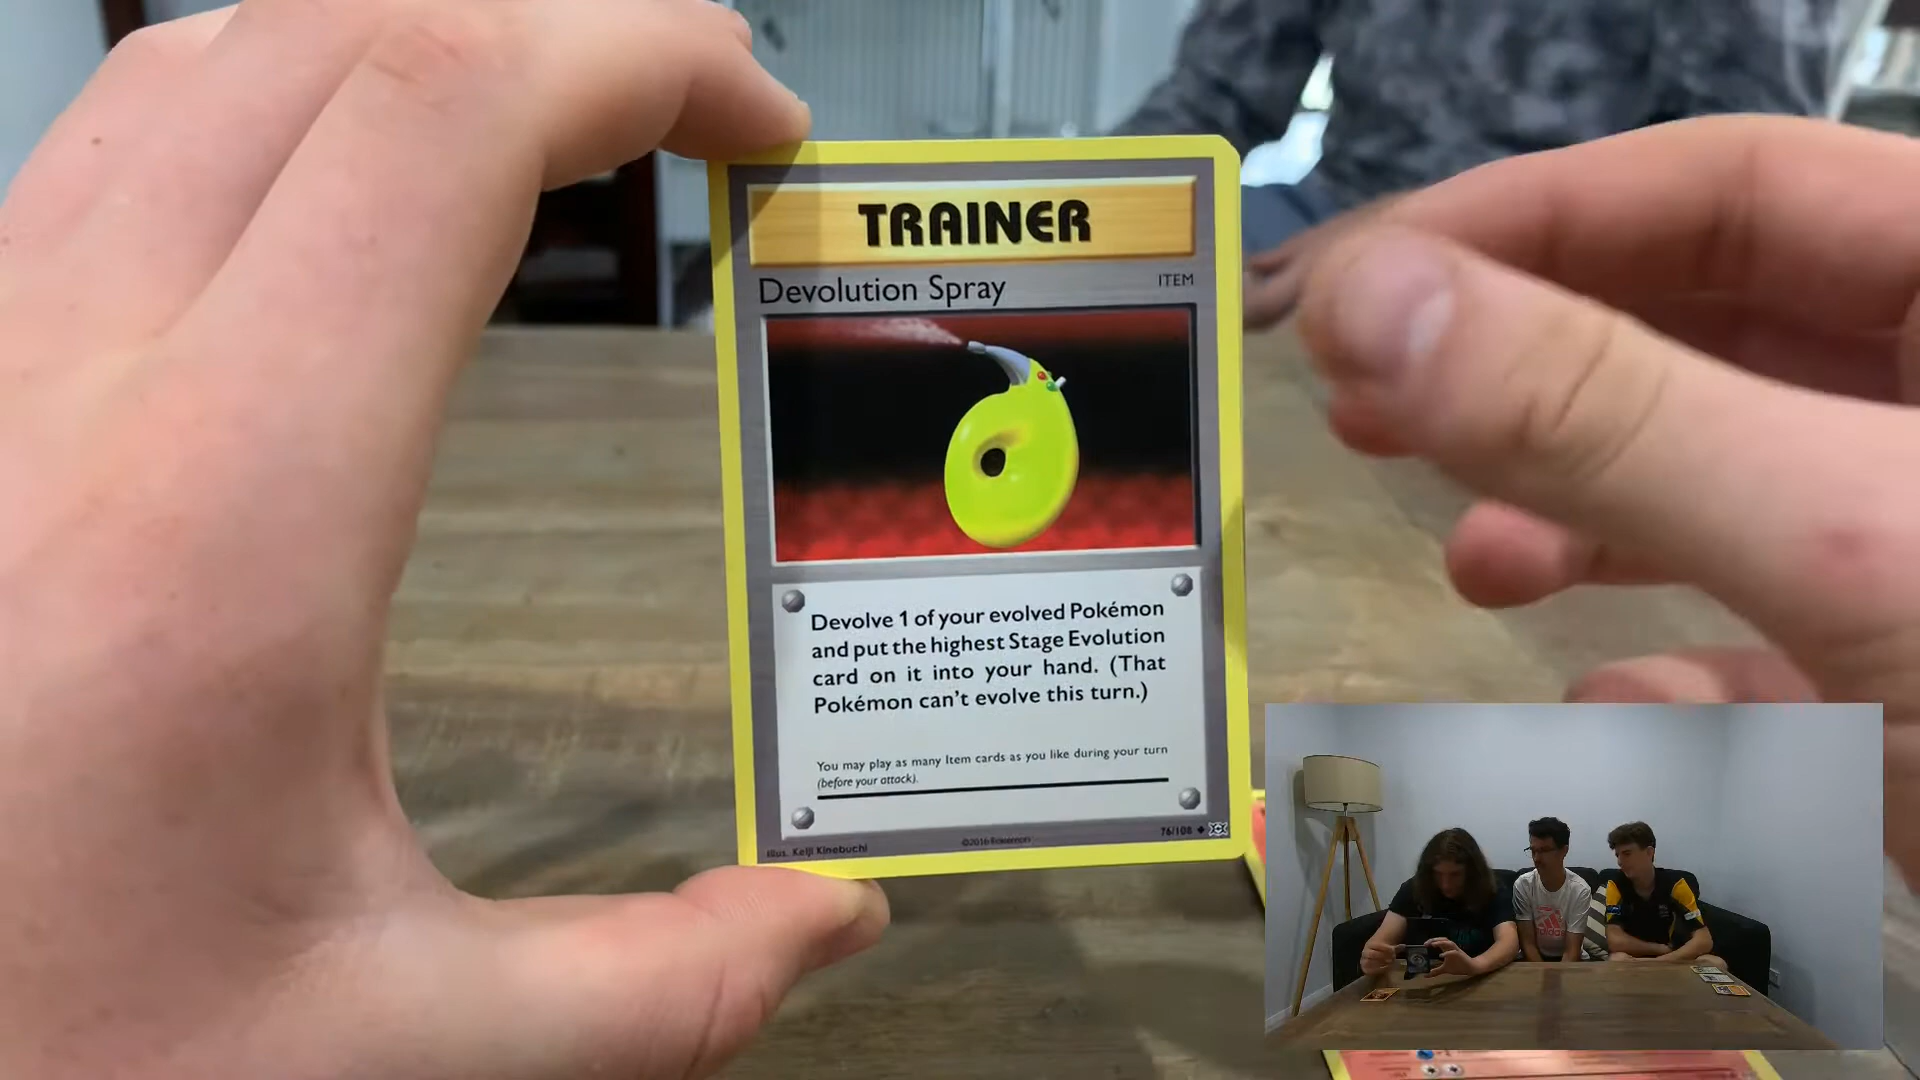 TRAINER
Devolution Spray
ITEM
Devolve 1 of your evolved Pokémon
and put the highest Stage Evolution
card on it into your hand. (That
Pokémon can't evolve this turn.)
You may play as many Item cards as you like during your turn
(before your attack).
76/108
Illus. Keiji Kinebuchi
©2016 Pokémon
adidas